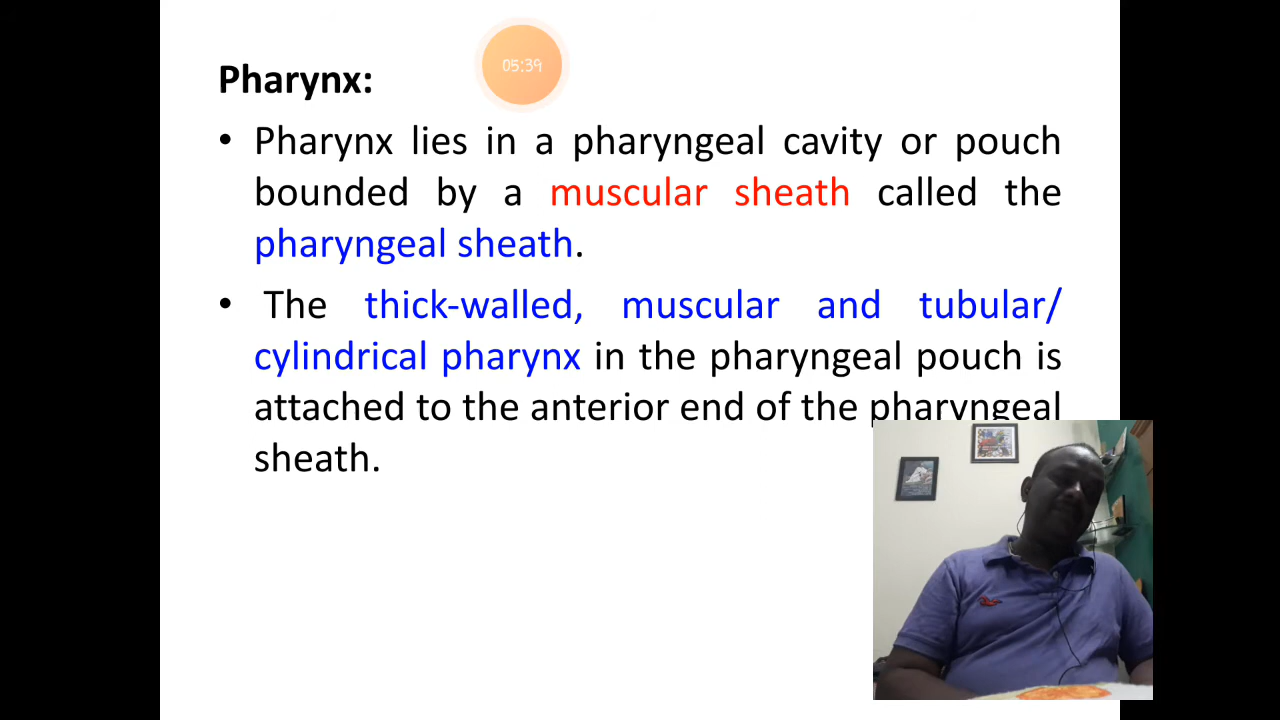 05:39
Pharynx:
• Pharynx lies in a pharyngeal cavity or pouch
bounded by a muscular sheath called the
pharyngeal sheath.
• The thick-walled, muscular and tubular/
cylindrical pharynx in the pharyngeal pouch is
attached to the anterior end of the pharyngeal
sheath.